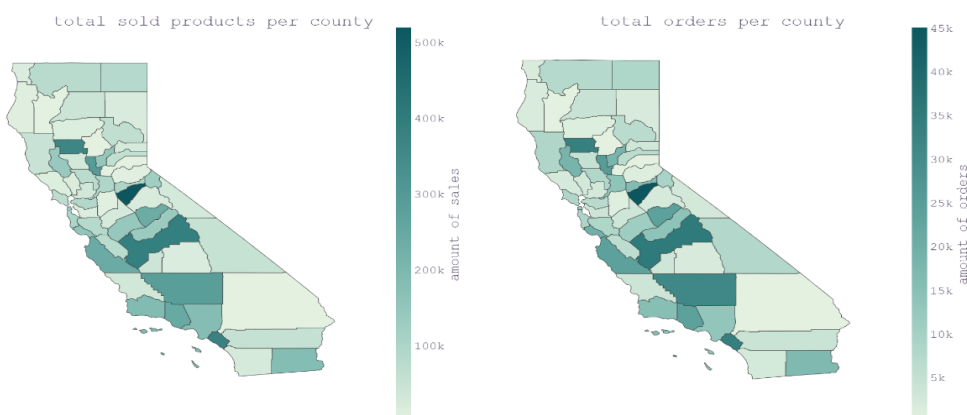 total sold products per county
500k
400k
300k
200k
100k
amount of sales
total orders per county
45k
40k
35k
30k
25k
20k
15k
10k
5k
amount of orders